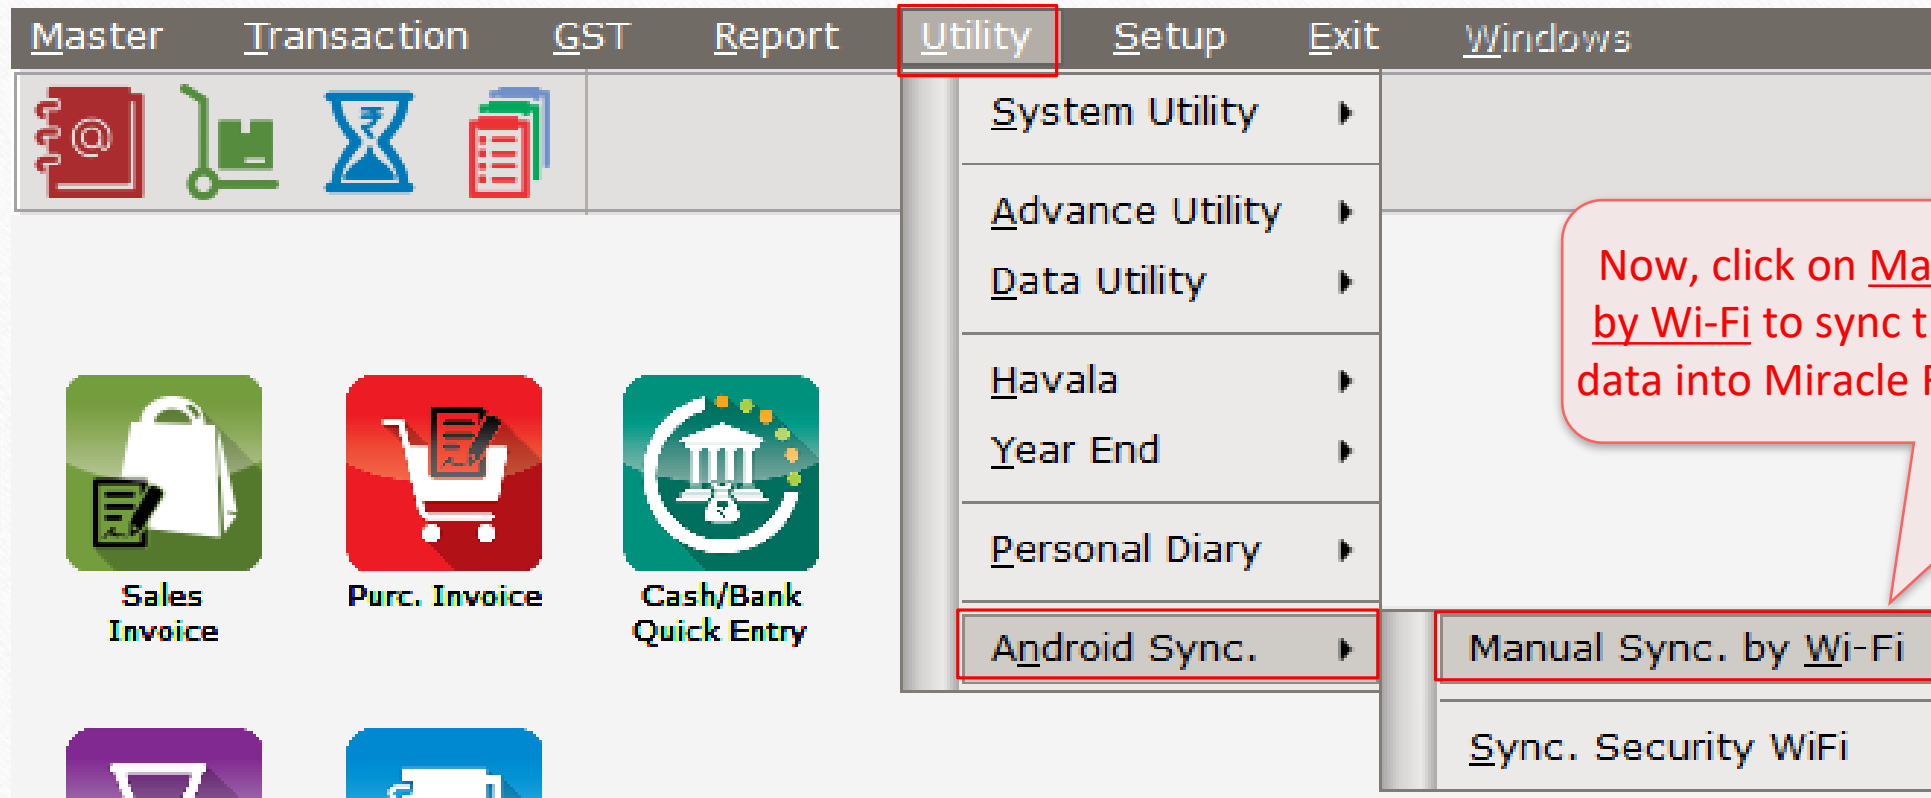 Master Transaction GST Report Utility Setup Exit Windows
@
System Utility
Advance Utility
Data Utility
Havala
Year End
Personal Diary
Android Sync.
Manual Sync. by Wi-Fi
Sync. Security WiFi
Now, click on
by Wi-Fi to sync
data into Miracle
Sales
Invoice
Purc. Invoice
Cash/Bank
Quick Entry